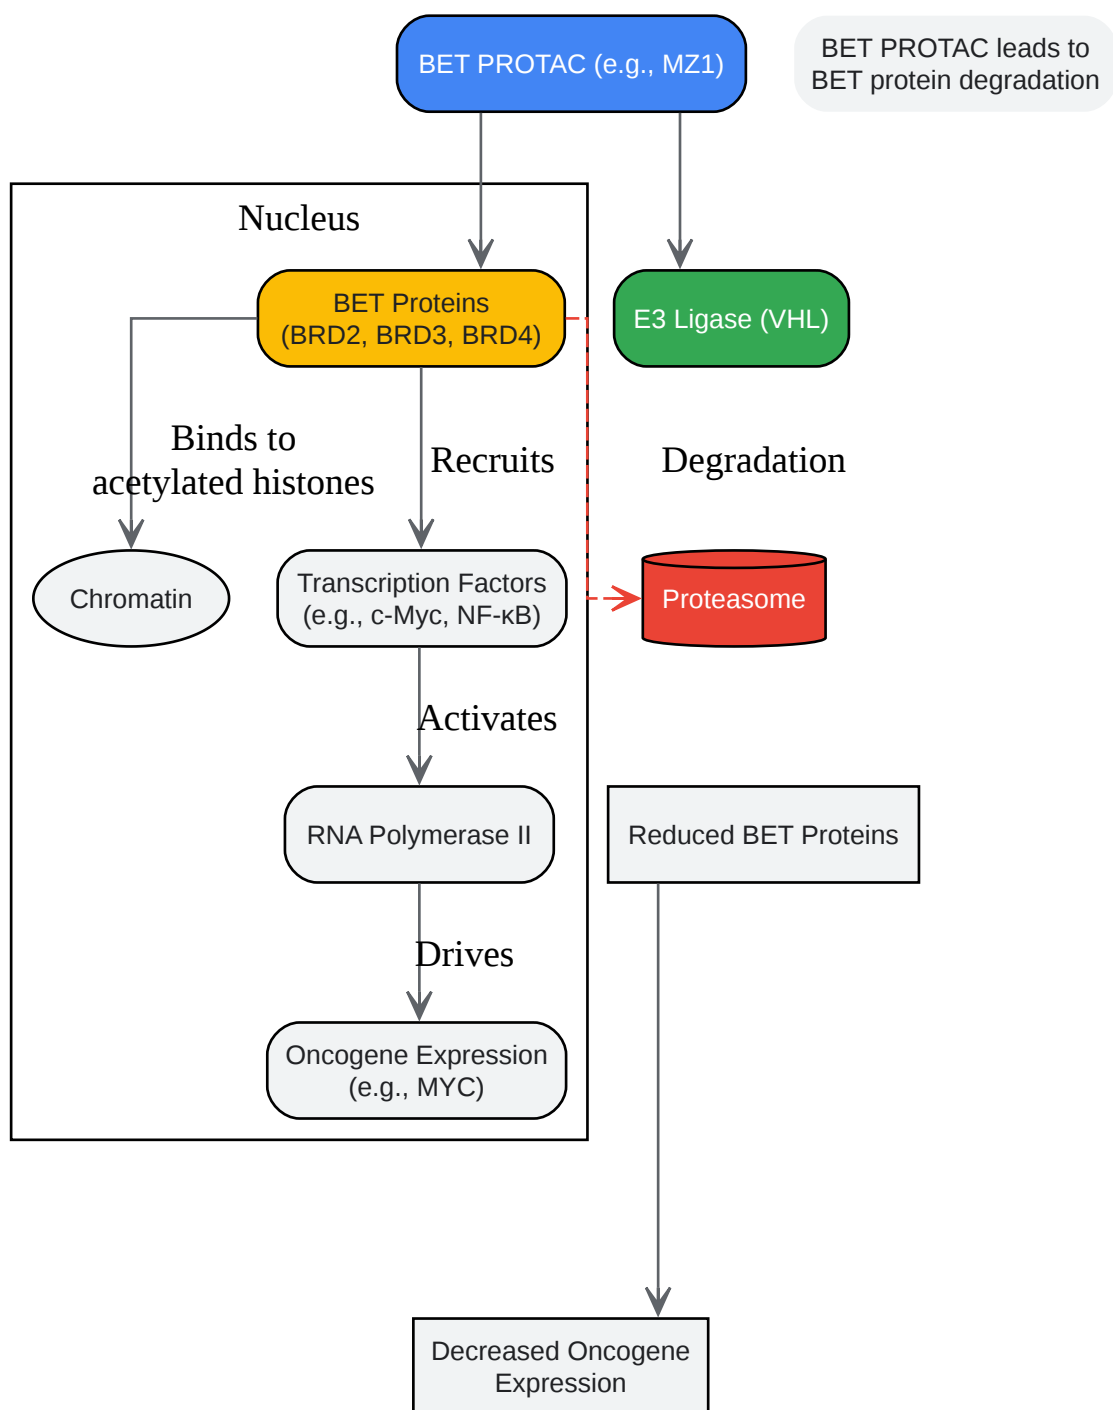 BET PROTAC (e.g., MZ1)
BET PROTAC leads to
BET protein degradation
Nucleus
BET Proteins
(BRD2, BRD3, BRD4)
E3 Ligase (VHL)
Binds to
acetylated histones
Recruits
Degradation
Chromatin
Transcription Factors
(e.g., c-Myc, NF-κB)
Proteasome
Activates
RNA Polymerase II
Reduced BET Proteins
Drives
Oncogene Expression
(e.g., MYC)
Decreased Oncogene
Expression